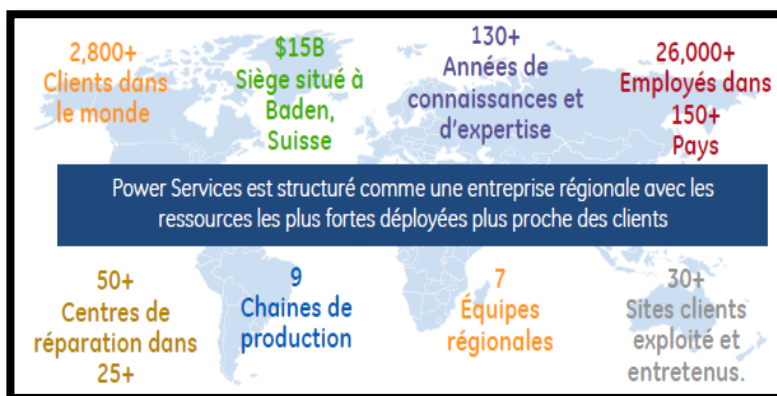 2,800+
Clients dans
le monde
$15B
Siège situé à
Baden,
Suisse
130+
Années de
connaissances et
d'expertise
26,000+
Employés dans
150+
Pays
Power Services est structuré comme une entreprise régionale avec les
ressources les plus fortes déployées plus proche des clients
50+
Centres de
réparation dans
25+
9
Chaines de
production
7
Équipes
régionales
30+
Sites clients
exploité et
entretenus.